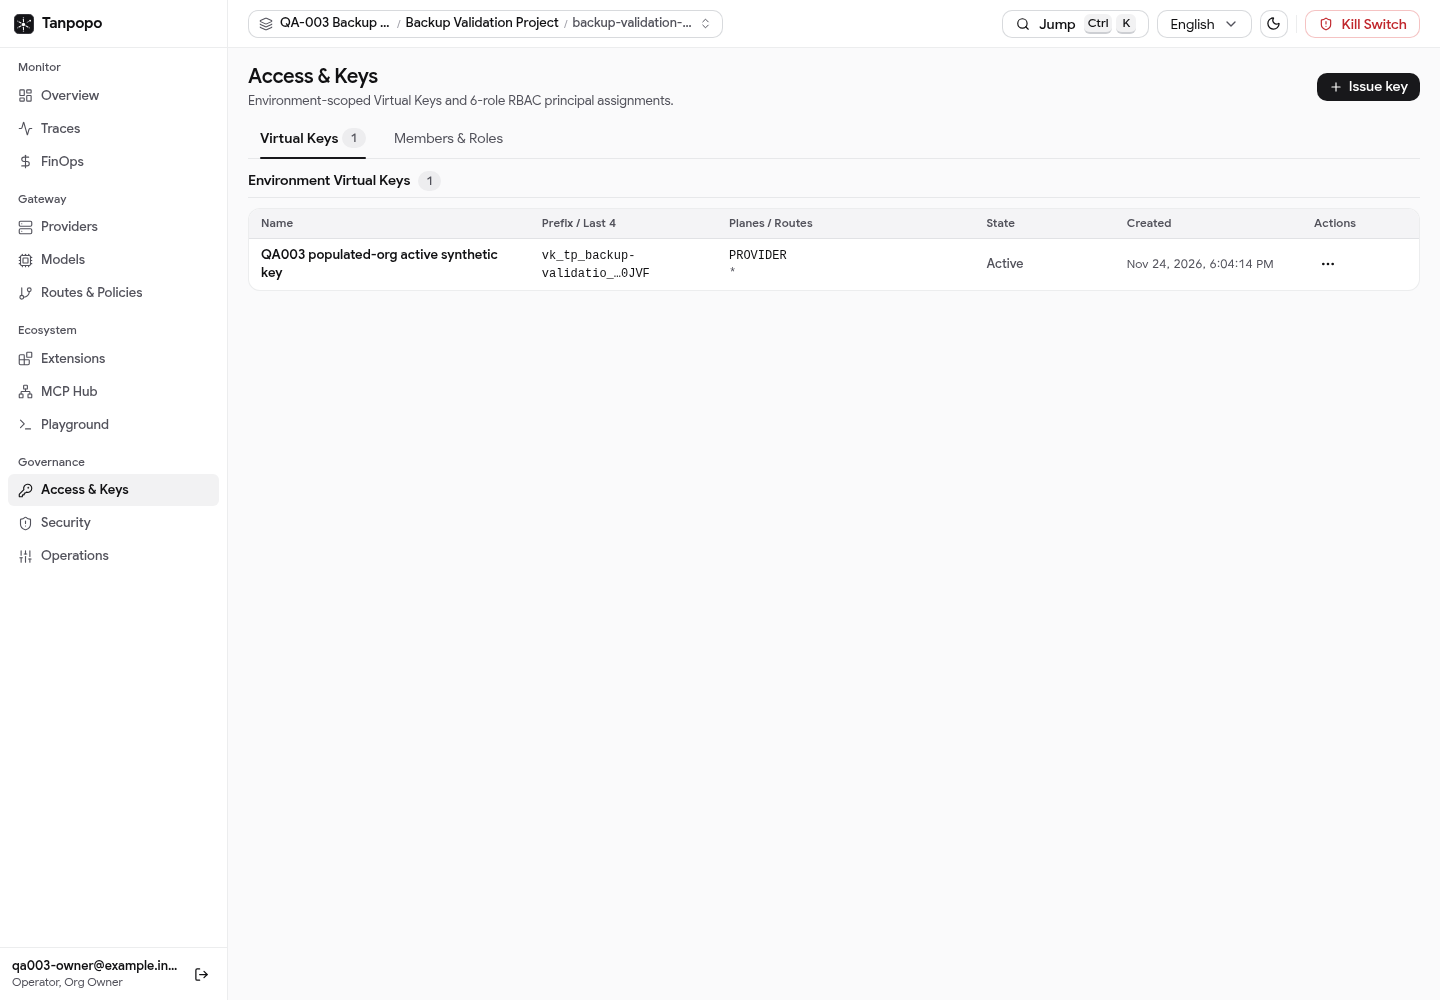 Tanpopo
QA-003 Backup ... / Backup Validation Project / backup-validation-...
Jump Ctrl K
English
Kill Switch
Monitor
Overview
Traces
FinOps
Gateway
Providers
Models
Routes & Policies
Ecosystem
Extensions
MCP Hub
Playground
Governance
Access & Keys
Security
Operations
qa003-owner@example.in...
Operator, Org Owner
Access & Keys
Environment-scoped Virtual Keys and 6-role RBAC principal assignments.
Issue key
Virtual Keys 1 Members & Roles
Environment Virtual Keys 1
Name Prefix / Last 4 Planes / Routes State Created Actions
QA003 populated-org active synthetic
key
vk_tp_backup-
validatio_…0JVF
PROVIDER
*
Active
Nov 24, 2026, 6:04:14 PM